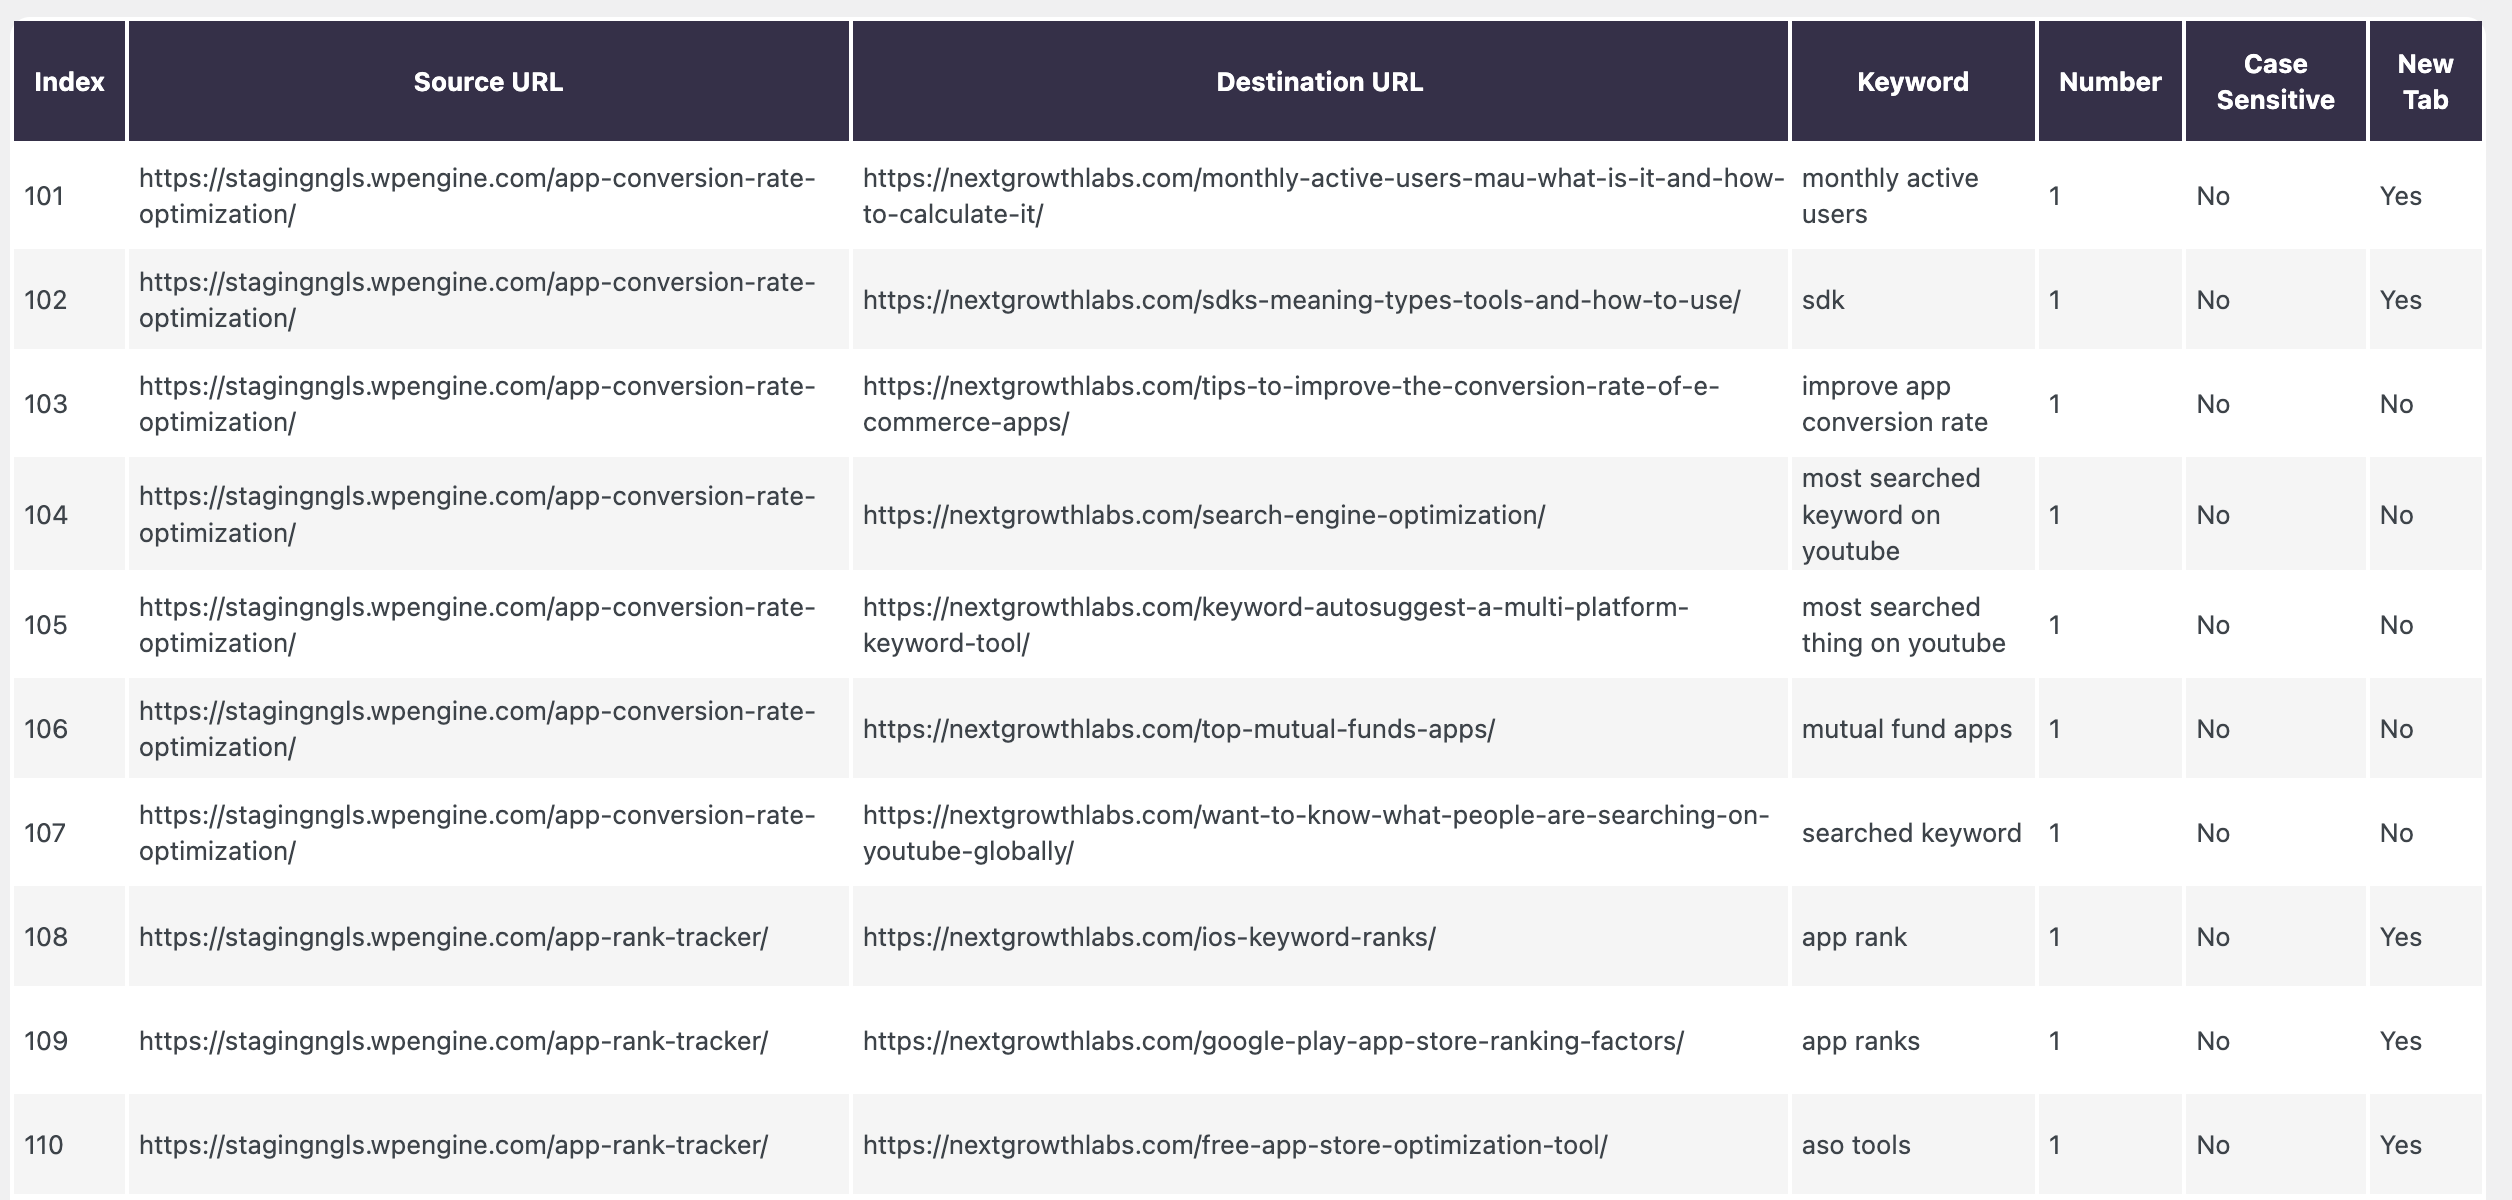 Index Source URL Destination URL Keyword Number Case Sensitive New Tab
101 https://stagingngls.wpengine.com/app-conversion-rate-optimization/ https://nextgrowthlabs.com/monthly-active-users-mau-what-is-it-and-how-to-calculate-it/ monthly active users 1 No Yes
102 https://stagingngls.wpengine.com/app-conversion-rate-optimization/ https://nextgrowthlabs.com/sdks-meaning-types-tools-and-how-to-use/ sdk 1 No Yes
103 https://stagingngls.wpengine.com/app-conversion-rate-optimization/ https://nextgrowthlabs.com/tips-to-improve-the-conversion-rate-of-e-commerce-apps/ improve app conversion rate 1 No No
104 https://stagingngls.wpengine.com/app-conversion-rate-optimization/ https://nextgrowthlabs.com/search-engine-optimization/ most searched keyword on youtube 1 No No
105 https://stagingngls.wpengine.com/app-conversion-rate-optimization/ https://nextgrowthlabs.com/keyword-autosuggest-a-multi-platform-keyword-tool/ most searched thing on youtube 1 No No
106 https://stagingngls.wpengine.com/app-conversion-rate-optimization/ https://nextgrowthlabs.com/top-mutual-funds-apps/ mutual fund apps 1 No No
107 https://stagingngls.wpengine.com/app-conversion-rate-optimization/ https://nextgrowthlabs.com/want-to-know-what-people-are-searching-on-youtube-globally/ searched keyword 1 No No
108 https://stagingngls.wpengine.com/app-rank-tracker/ https://nextgrowthlabs.com/ios-keyword-ranks/ app rank 1 No Yes
109 https://stagingngls.wpengine.com/app-rank-tracker/ https://nextgrowthlabs.com/google-play-app-store-ranking-factors/ app ranks 1 No Yes
110 https://stagingngls.wpengine.com/app-rank-tracker/ https://nextgrowthlabs.com/free-app-store-optimization-tool/ aso tools 1 No Yes